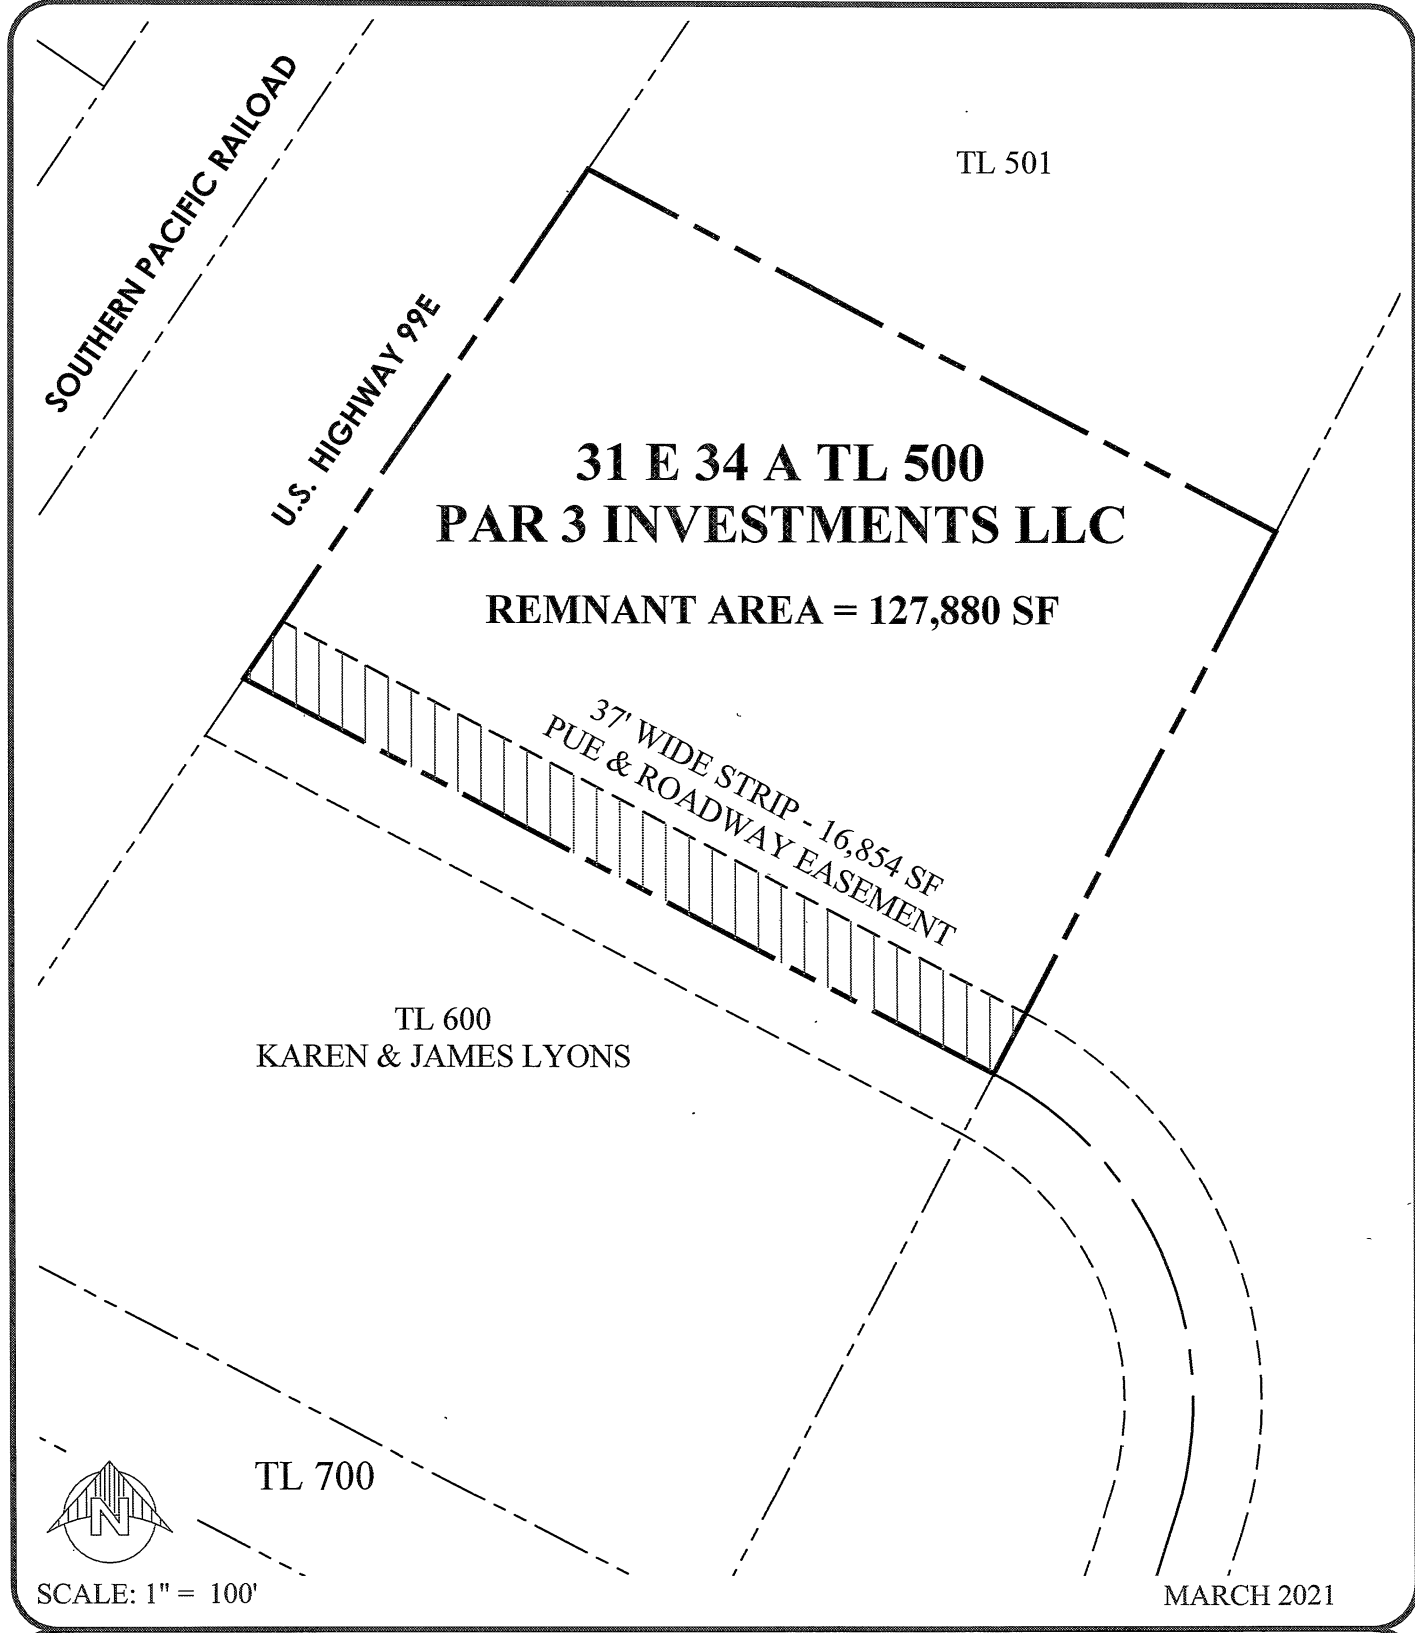 SOUTHERN PACIFIC RAILOAD
TL 501
U.S. HIGHWAY 99E
31 E 34 A TL 500
PAR 3 INVESTMENTS LLC
REMNANT AREA = 127,880 SF
37' WIDE STRIP - 16,854 SF
PUE & ROADWAY EASEMENT
TL 600
KAREN & JAMES LYONS
TL 700
N
SCALE: 1" = 100'
MARCH 2021